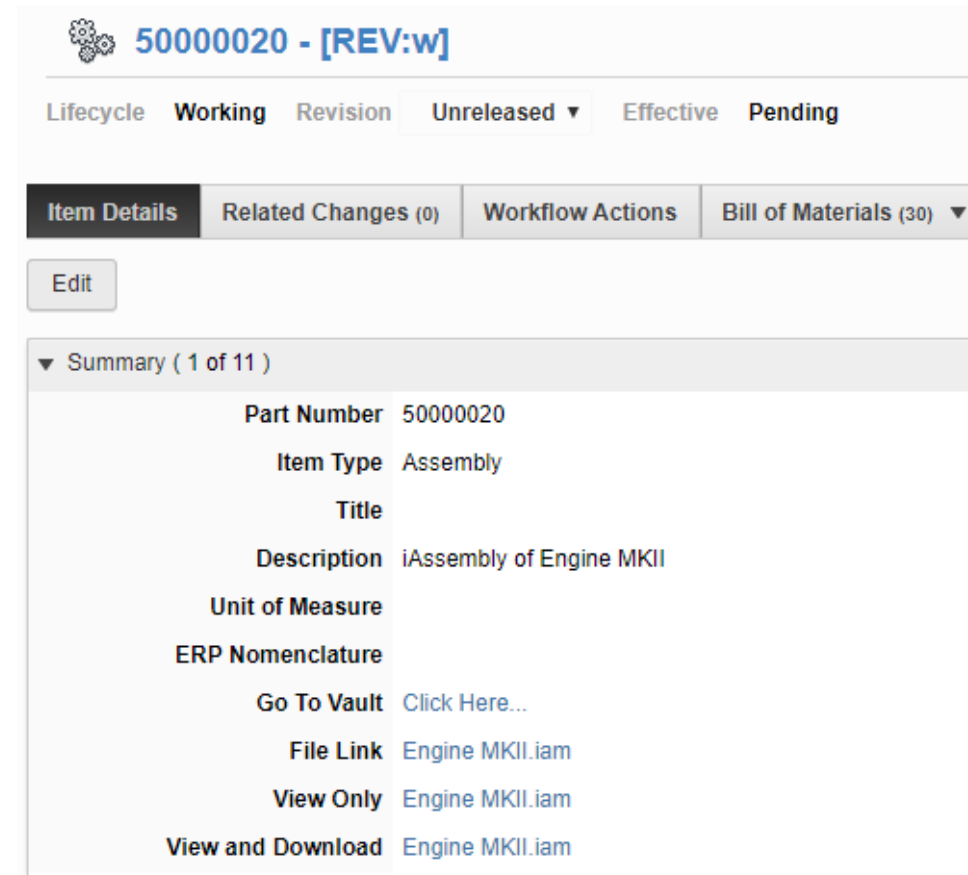 50000020 - [REV:w]
Lifecycle Working Revision Unreleased ▼ Effective Pending
Item Details Related Changes (0) Workflow Actions Bill of Materials (30) ▼
Edit
▼ Summary ( 1 of 11 )
Part Number 50000020
Item Type Assembly
Title
Description iAssembly of Engine MKII
Unit of Measure
ERP Nomenclature
Go To Vault Click Here...
File Link Engine MKII.iam
View Only Engine MKII.iam
View and Download Engine MKII.iam